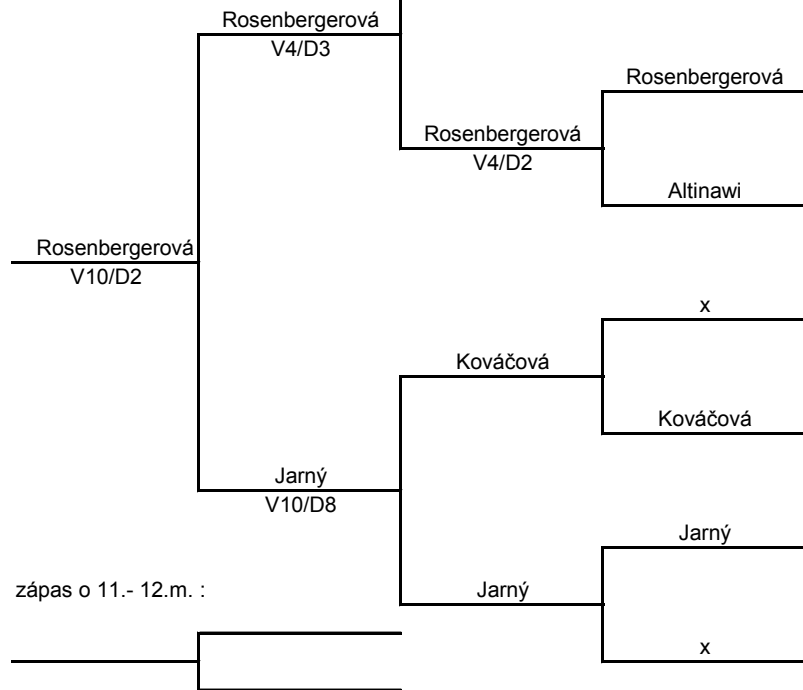 Rosenbergerová
V4/D3
Rosenbergerová
Rosenbergerová
V4/D2
Altinawi
Rosenbergerová
V10/D2
x
Kováčová
Kováčová
Jarný
V10/D8
Jarný
zápas o 11.- 12.m. :
Jarný
x